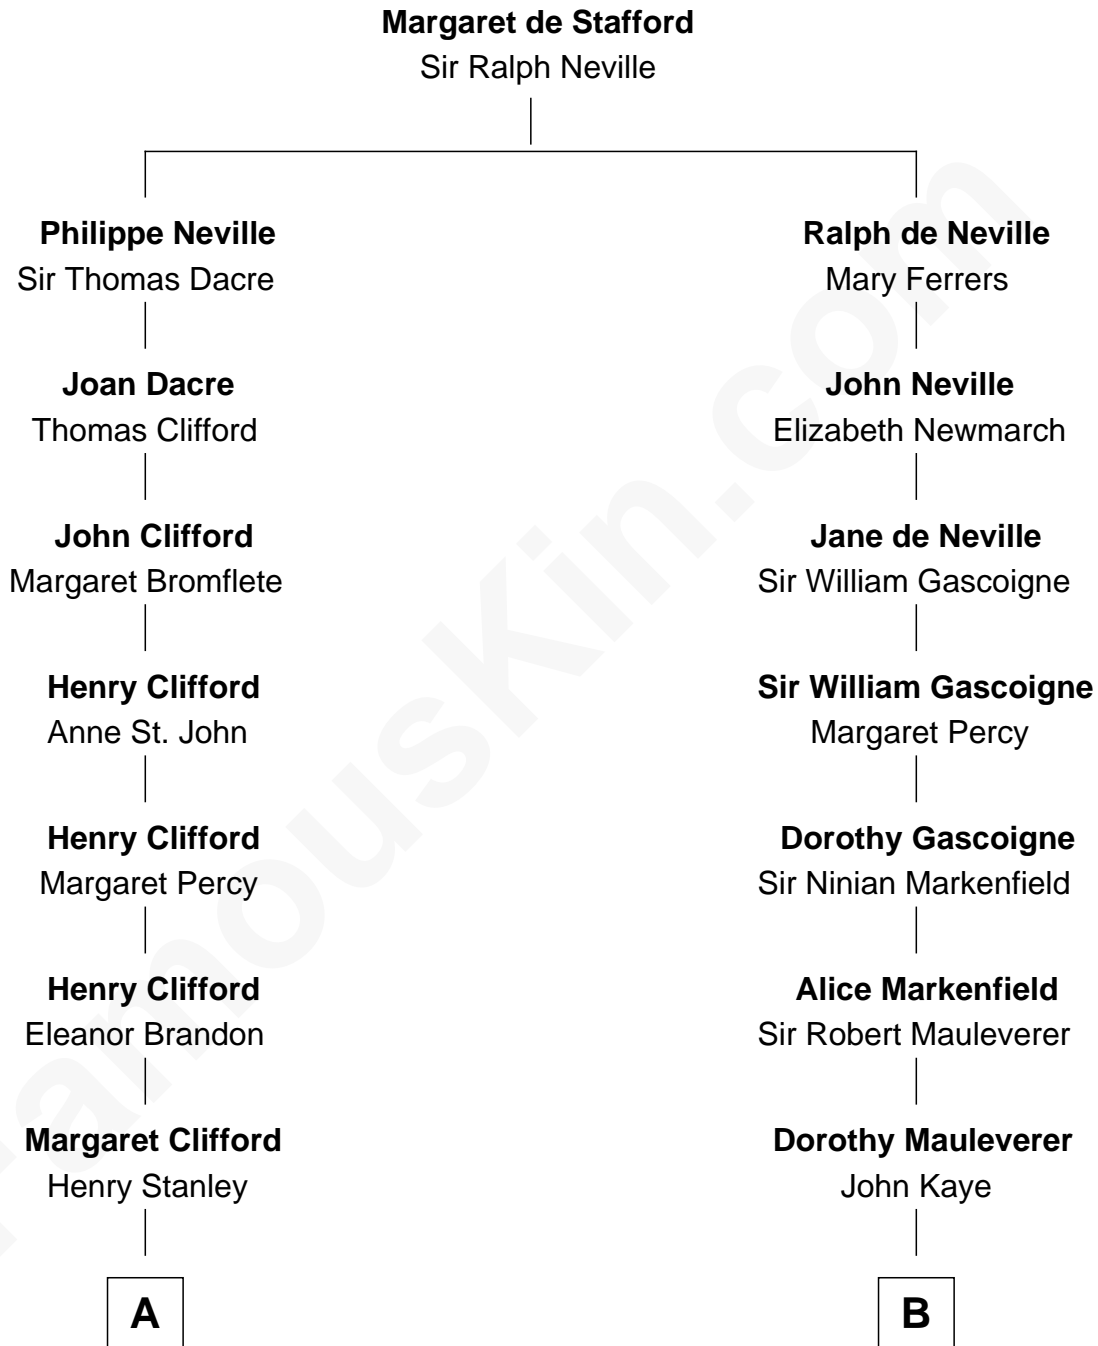 Margaret de Stafford
Sir Ralph Neville
Philippe Neville
Sir Thomas Dacre
Joan Dacre
Thomas Clifford
John Clifford
Margaret Bromflete
Henry Clifford
Anne St. John
Henry Clifford
Margaret Percy
Henry Clifford
Eleanor Brandon
Margaret Clifford
Henry Stanley
A
Ralph de Neville
Mary Ferrers
John Neville
Elizabeth Newmarch
Jane de Neville
Sir William Gascoigne
Sir William Gascoigne
Margaret Percy
Dorothy Gascoigne
Sir Ninian Markenfield
Alice Markenfield
Sir Robert Mauleverer
Dorothy Mauleverer
John Kaye
B
FamousKin.com